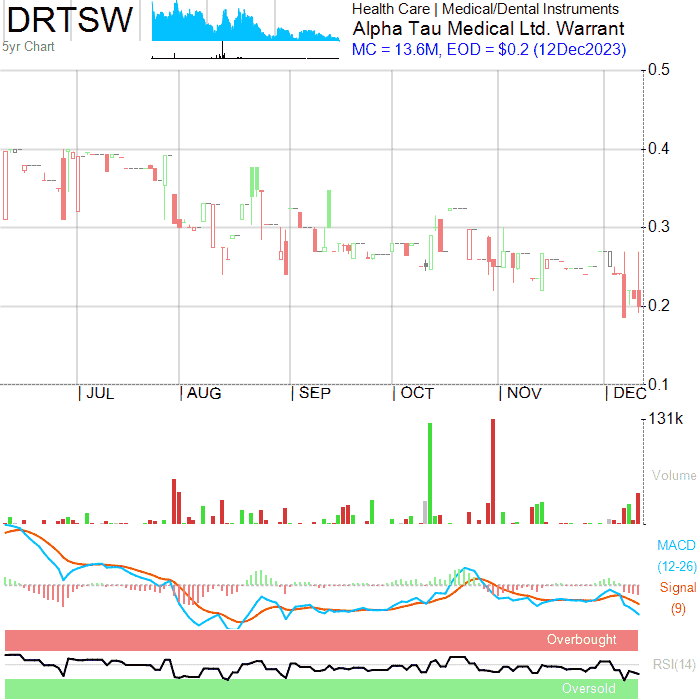 DRTSW
5yr Chart
Health Care | Medical/Dental Instruments
Alpha Tau Medical Ltd. Warrant
MC = 13.6M, EOD = $0.2 (12Dec2023)
0.5
0.4
0.3
0.2
0.1
| JUL | AUG | SEP | OCT | NOV | DEC
131k
Volume
MACD
(12-26)
Signal
(9)
Overbought
RSI(14)
Oversold